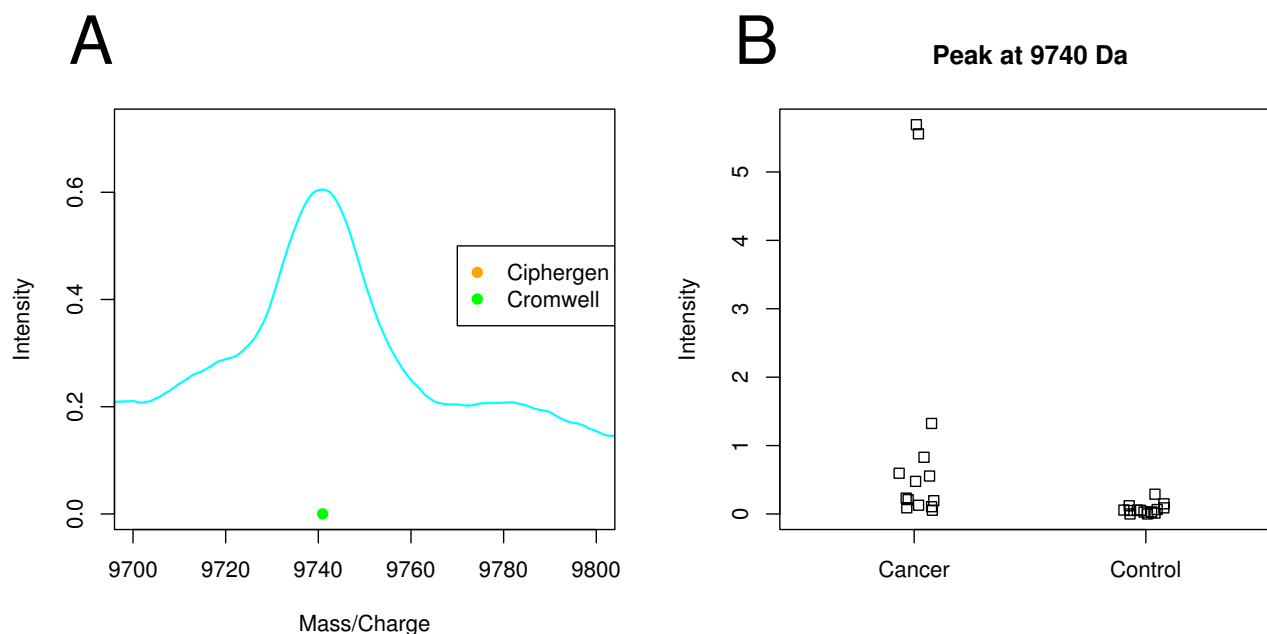 A
0.0
0.2
0.4
0.6
Intensity
Ciphergen
Cromwell
9700 9720 9740 9760 9780 9800
Mass/Charge
B
Peak at 9740 Da
0
1
2
3
4
5
Intensity
Cancer Control